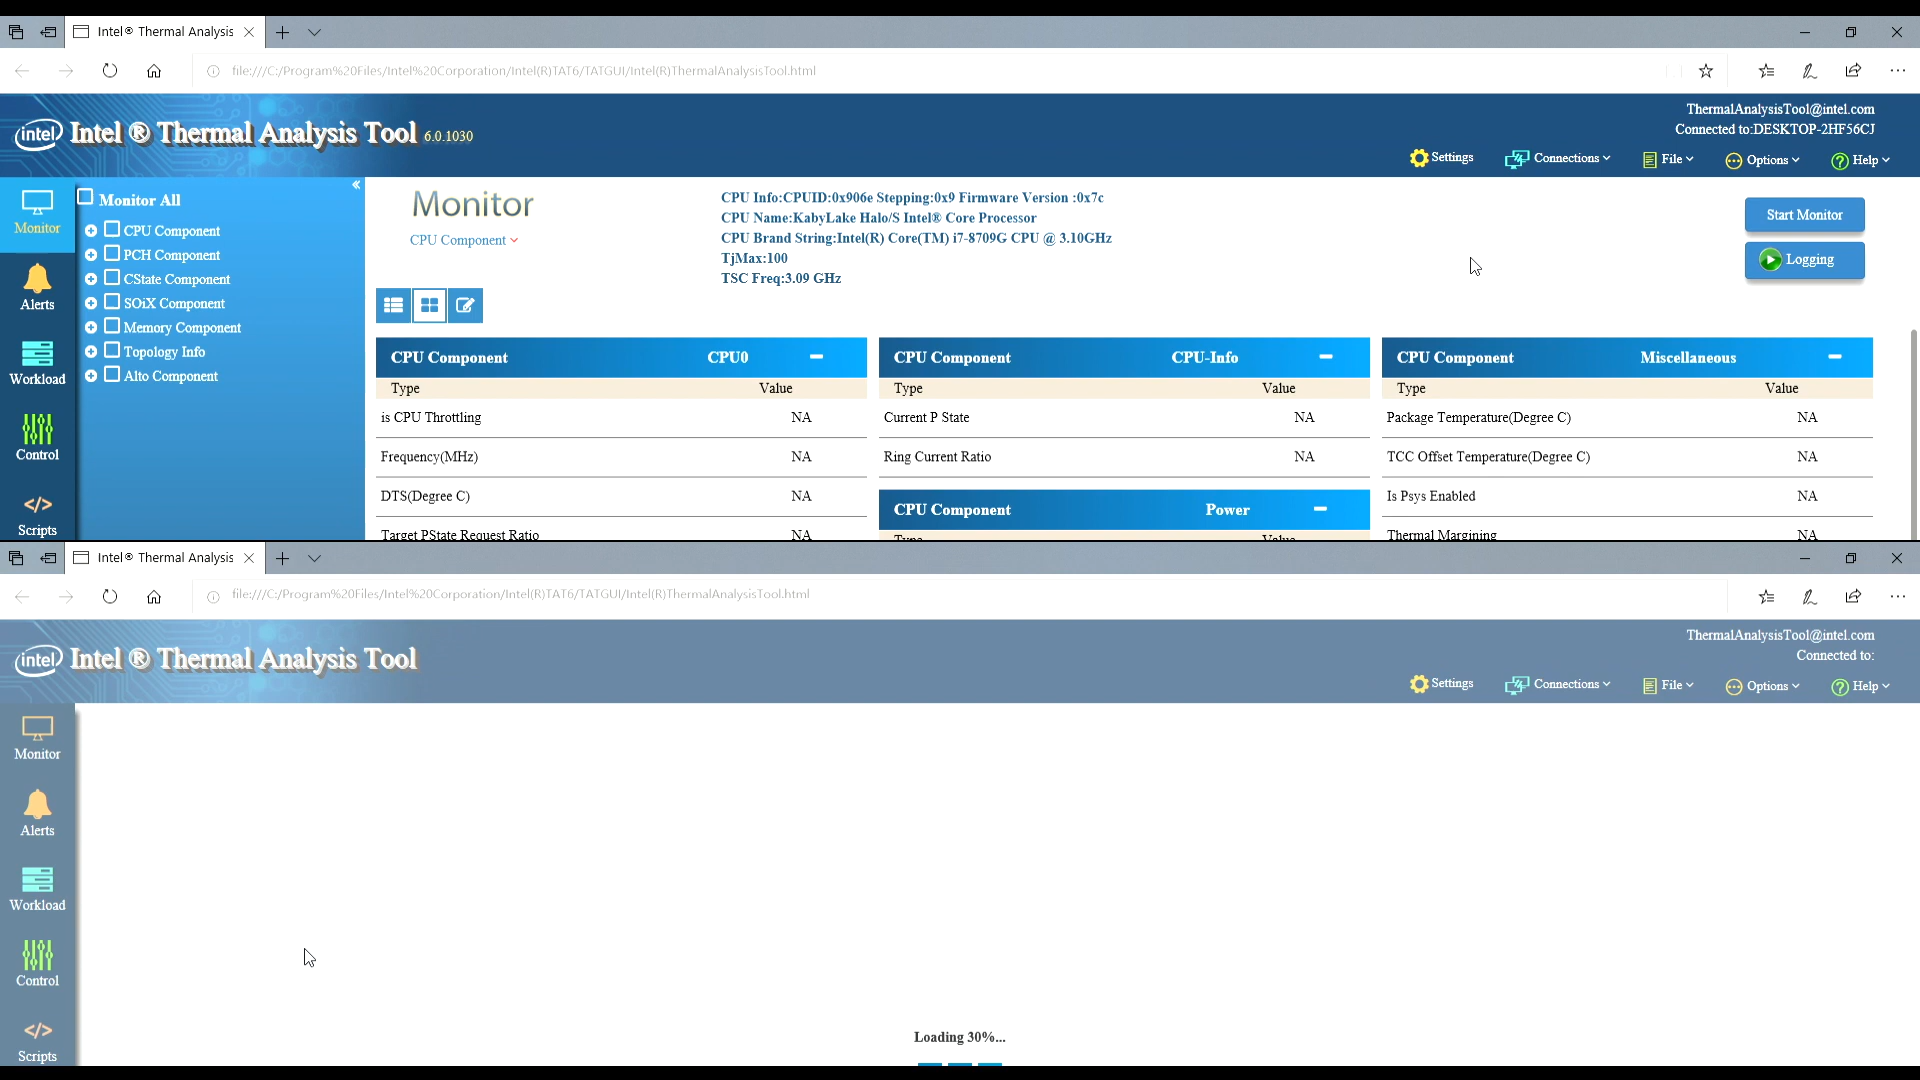 Intel® Thermal Analysis
file:///C:/Program%20Files/Intel%20Corporation/Intel(R)TAT6/TATGUI/Intel(R)ThermalAnalysisTool.html
intel Intel ® Thermal Analysis Tool 6.0.1030
ThermalAnalysisTool@intel.com
Connected to:DESKTOP-2HF56CJ
Settings Connections File Options Help
Monitor
Alerts
Workload
Control
Scripts
Monitor All
CPU Component
PCH Component
CState Component
SOiX Component
Memory Component
Topology Info
Alto Component
Monitor
CPU Component
CPU Info:CPUID:0x906e Stepping:0x9 Firmware Version :0x7c
CPU Name:KabyLake Halo/S Intel® Core Processor
CPU Brand String:Intel(R) Core(TM) i7-8709G CPU @ 3.10GHz
TjMax:100
TSC Freq:3.09 GHz
Start Monitor
Logging
CPU Component CPU0
Type Value
is CPU Throttling NA
Frequency(MHz) NA
DTS(Degree C) NA
Target PState Request Ratio NA
CPU Component CPU-Info
Type Value
Current P State NA
Ring Current Ratio NA
CPU Component Power
Type Value
CPU Component Miscellaneous
Type Value
Package Temperature(Degree C) NA
TCC Offset Temperature(Degree C) NA
Is Psys Enabled NA
Thermal Margining NA
Intel® Thermal Analysis
file:///C:/Program%20Files/Intel%20Corporation/Intel(R)TAT6/TATGUI/Intel(R)ThermalAnalysisTool.html
intel Intel ® Thermal Analysis Tool
ThermalAnalysisTool@intel.com
Connected to:
Settings Connections File Options Help
Monitor
Alerts
Workload
Control
Scripts
Loading 30%...